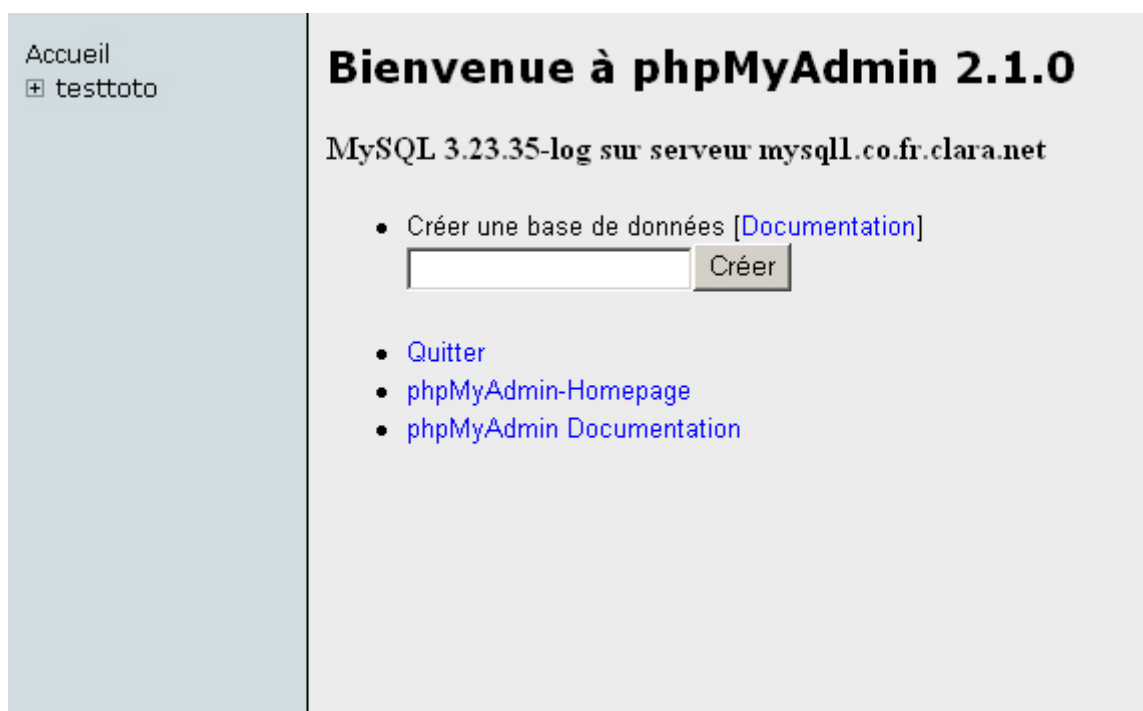 Accueil
testtoto
Bienvenue à phpMyAdmin 2.1.0
MySQL 3.23.35-log sur serveur mysql1.co.fr.clara.net
Créer une base de données [Documentation]
Créer
Quitter
phpMyAdmin-Homepage
phpMyAdmin Documentation